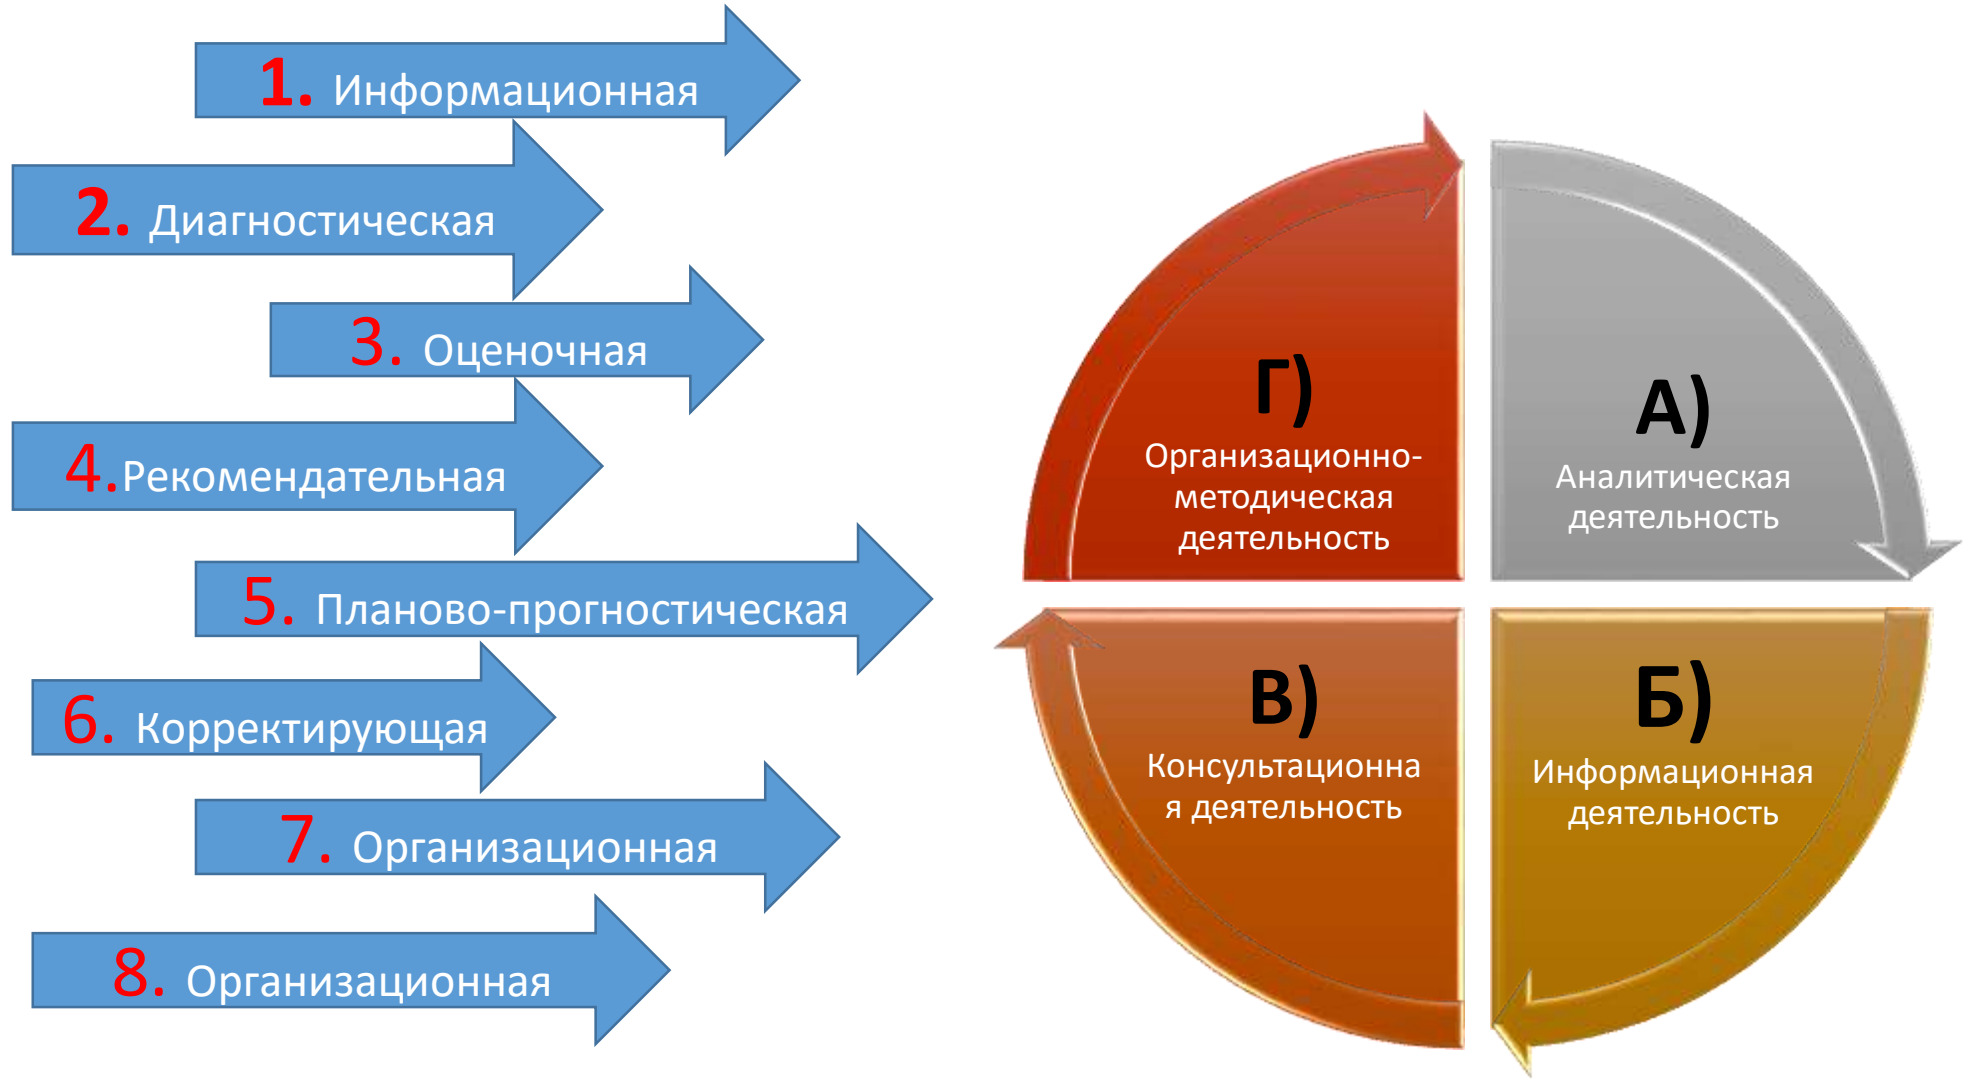 1. Информационная
2. Диагностическая
3. Оценочная
4.Рекомендательная
5. Планово-прогностическая
6. Корректирующая
7. Организационная
8. Организационная
Г)
Организационно-
методическая
деятельность
А)
Аналитическая
деятельность
В)
Консультационна
я деятельность
Б)
Информационная
деятельность